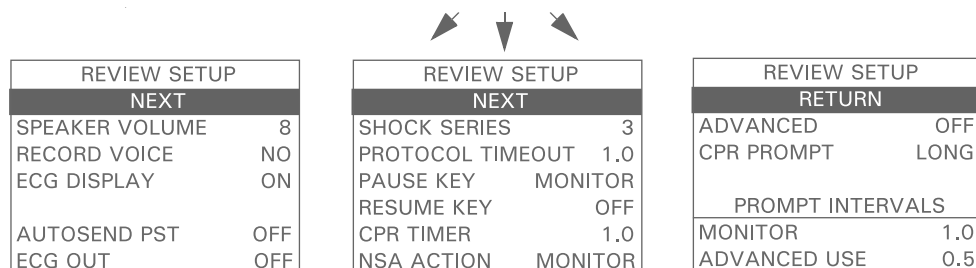 REVIEW SETUP
NEXT
SPEAKER VOLUME 8
RECORD VOICE NO
ECG DISPLAY ON
AUTOSEND PST OFF
ECG OUT OFF
REVIEW SETUP
NEXT
SHOCK SERIES 3
PROTOCOL TIMEOUT 1.0
PAUSE KEY MONITOR
RESUME KEY OFF
CPR TIMER 1.0
NSA ACTION MONITOR
REVIEW SETUP
RETURN
ADVANCED OFF
CPR PROMPT LONG
PROMPT INTERVALS
MONITOR 1.0
ADVANCED USE 0.5